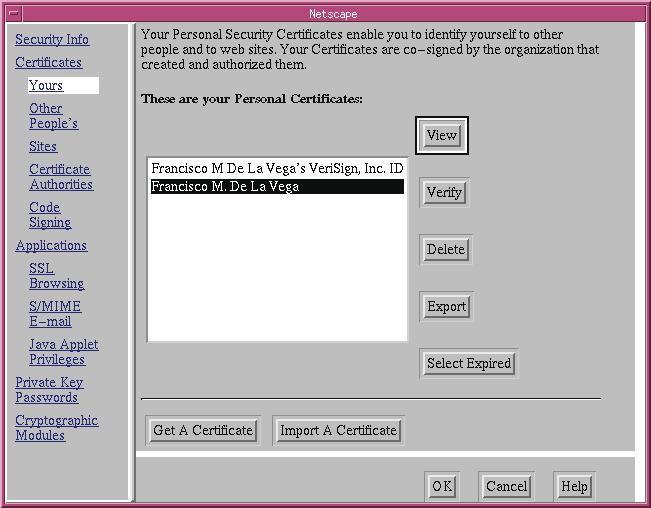 Netscape
Security Info
Certificates
Yours
Other
People's
Sites
Certificate
Authorities
Code
Signing
Applications
SSL
Browsing
S/MIME
E-mail
Java Applet
Privileges
Private Key
Passwords
Cryptographic
Modules
Your Personal Security Certificates enable you to identify yourself to other
people and to web sites. Your Certificates are co-signed by the organization that
created and authorized them.
These are your Personal Certificates:
Francisco M De La Vega's VeriSign, Inc. ID
Francisco M. De La Vega
View
Verify
Delete
Export
Select Expired
Get A Certificate
Import A Certificate
OK
Cancel
Help